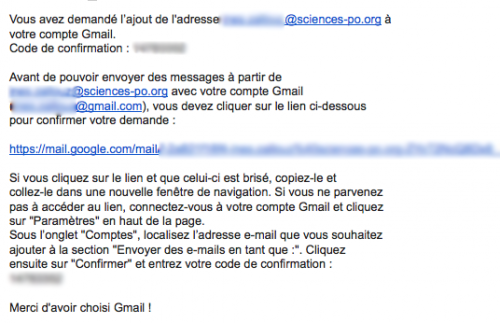 Vous avez demandé l'ajout de l'adresse @sciences-po.org à
votre compte Gmail.
Code de confirmation :
Avant de pouvoir envoyer des messages à partir de
@sciences-po.org avec votre compte Gmail
@gmail.com), vous devez cliquer sur le lien ci-dessous
pour confirmer votre demande :
https://mail.google.com/mail/
Si vous cliquez sur le lien et que celui-ci est brisé, copiez-le et
collez-le dans une nouvelle fenêtre de navigation. Si vous ne parvenez
pas à accéder au lien, connectez-vous à votre compte Gmail et cliquez
sur "Paramètres" en haut de la page.
Sous l'onglet "Comptes", localisez l'adresse e-mail que vous souhaitez
ajouter à la section "Envoyer des e-mails en tant que :". Cliquez
ensuite sur "Confirmer" et entrez votre code de confirmation :
Merci d'avoir choisi Gmail !